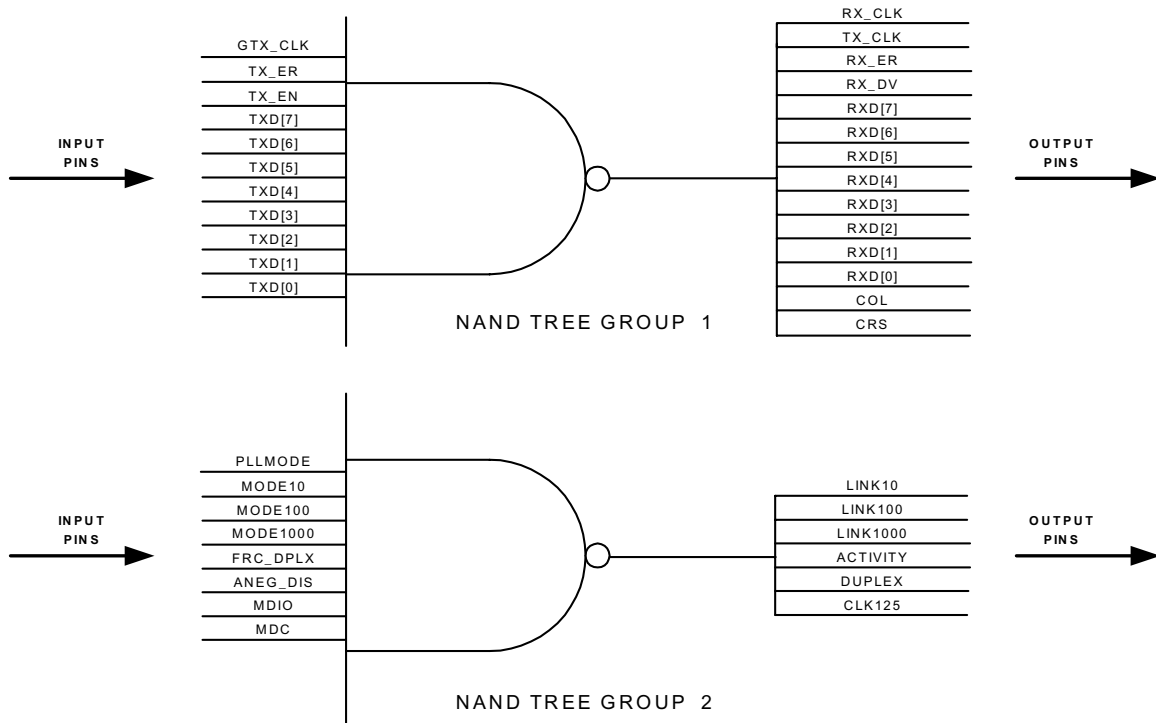 GTX_CLK
TX_ER
TX_EN
TXD[7]
TXD[6]
TXD[5]
TXD[4]
TXD[3]
TXD[2]
TXD[1]
TXD[0]
INPUT
PINS
RX_CLK
TX_CLK
RX_ER
RX_DV
RXD[7]
RXD[6]
RXD[5]
RXD[4]
RXD[3]
RXD[2]
RXD[1]
RXD[0]
COL
CRS
OUTPUT
PINS
NAND TREE GROUP 1
PLLMODE
MODE10
MODE100
MODE1000
FRC_DPLX
ANEG_DIS
MDIO
MDC
INPUT
PINS
LINK10
LINK100
LINK1000
ACTIVITY
DUPLEX
CLK125
OUTPUT
PINS
NAND TREE GROUP 2